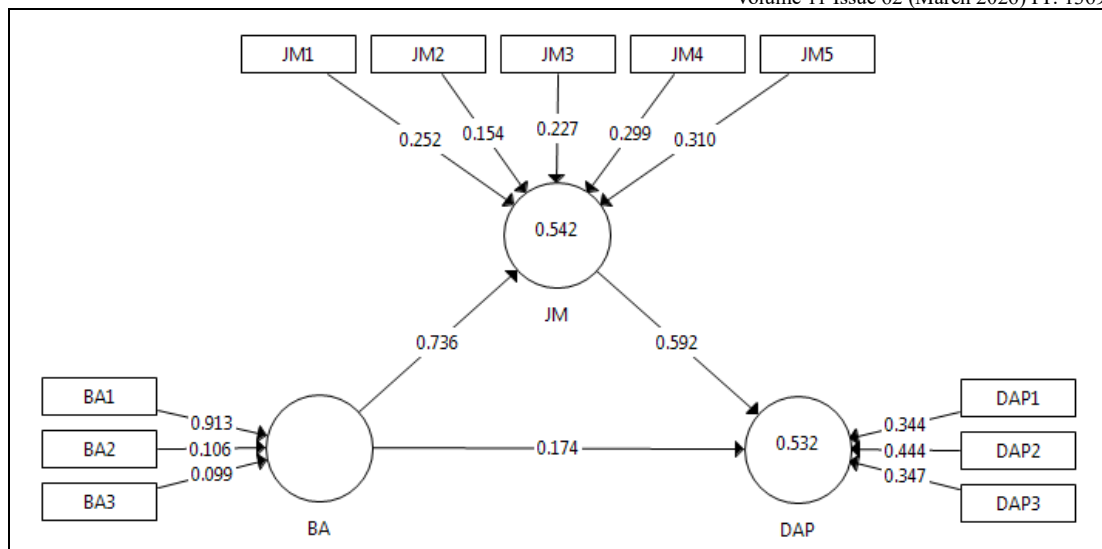 Volume 11 Issue 62 (March 2026) PP. 1309
JM1 JM2 JM3 JM4 JM5
0.252 0.154 0.227 0.299 0.310
0.542
JM
0.736 0.592
BA1 DAP1
0.913 0.344
BA2 0.106 0.174 0.532 0.444 DAP2
0.099 0.347
BA3 DAP3
BA DAP